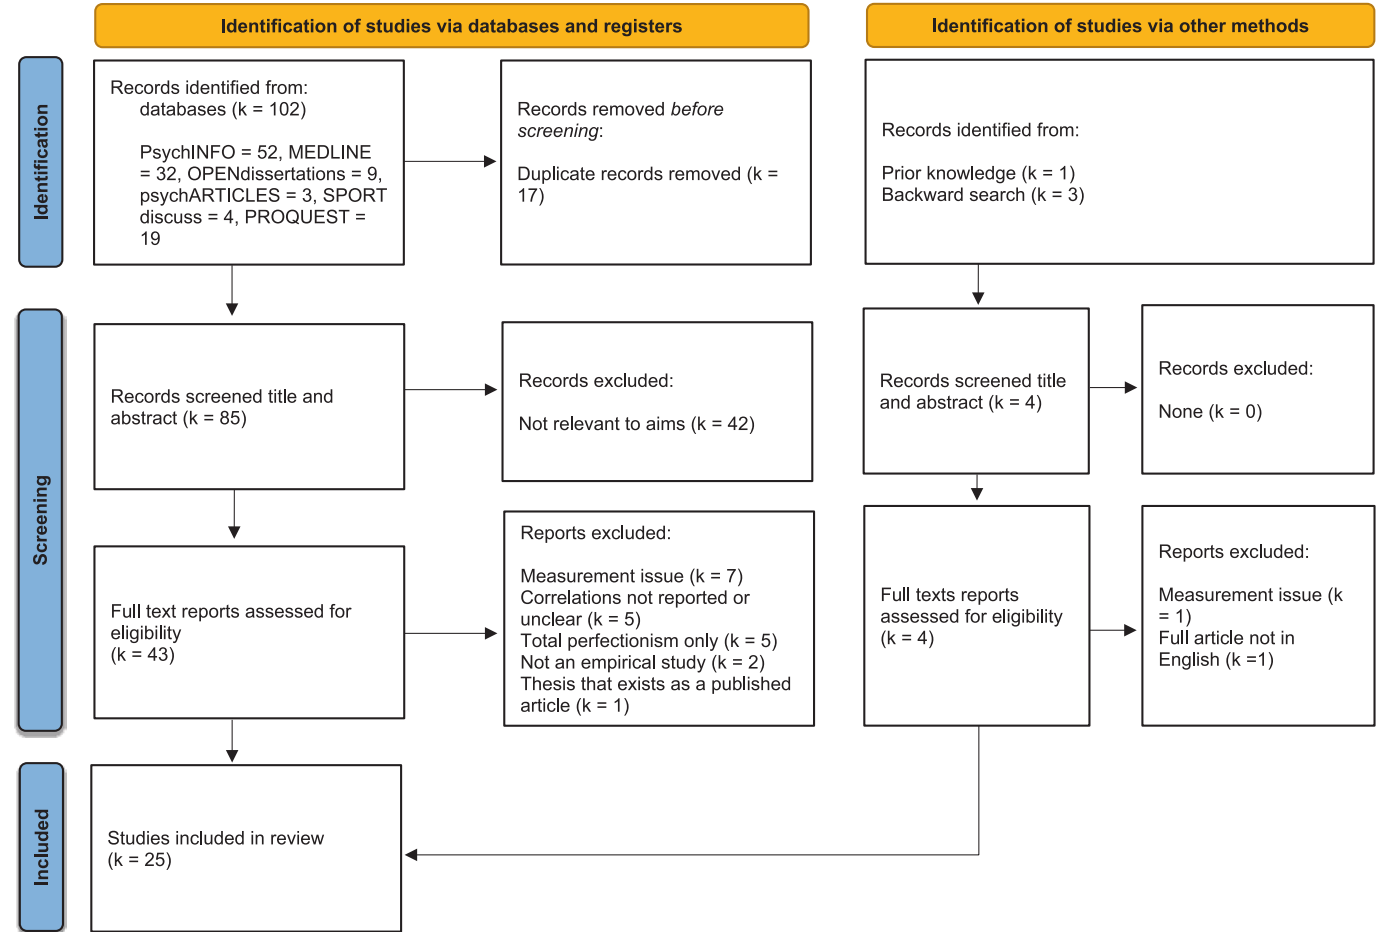 Identification of studies via databases and registers
Identification of studies via other methods
Identification
Records identified from:
databases (k = 102)
PsychINFO = 52, MEDLINE
= 32, OPENdissertations = 9,
psychARTICLES = 3, SPORT
discuss = 4, PROQUEST =
19
Records removed before
screening:
Duplicate records removed (k =
17)
Records identified from:
Prior knowledge (k = 1)
Backward search (k = 3)
Screening
Records screened title and
abstract (k = 85)
Records excluded:
Not relevant to aims (k = 42)
Records screened title
and abstract (k = 4)
Records excluded:
None (k = 0)
Full text reports assessed for
eligibility
(k = 43)
Reports excluded:
Measurement issue (k = 7)
Correlations not reported or
unclear (k = 5)
Total perfectionism only (k = 5)
Not an empirical study (k = 2)
Thesis that exists as a published
article (k = 1)
Full texts reports
assessed for eligibility
(k = 4)
Reports excluded:
Measurement issue (k
= 1)
Full article not in
English (k =1)
Included
Studies included in review
(k = 25)